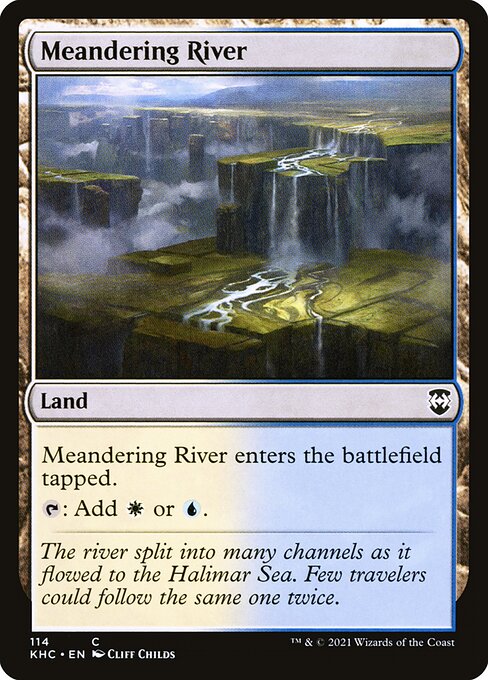 Meandering River
Land
Meandering River enters the battlefield
tapped.
: Add or .
The river split into many channels as it
flowed to the Halimar Sea. Few travelers
could follow the same one twice.
114 C
KHC • EN Cliff Childs
™ & © 2021 Wizards of the Coast